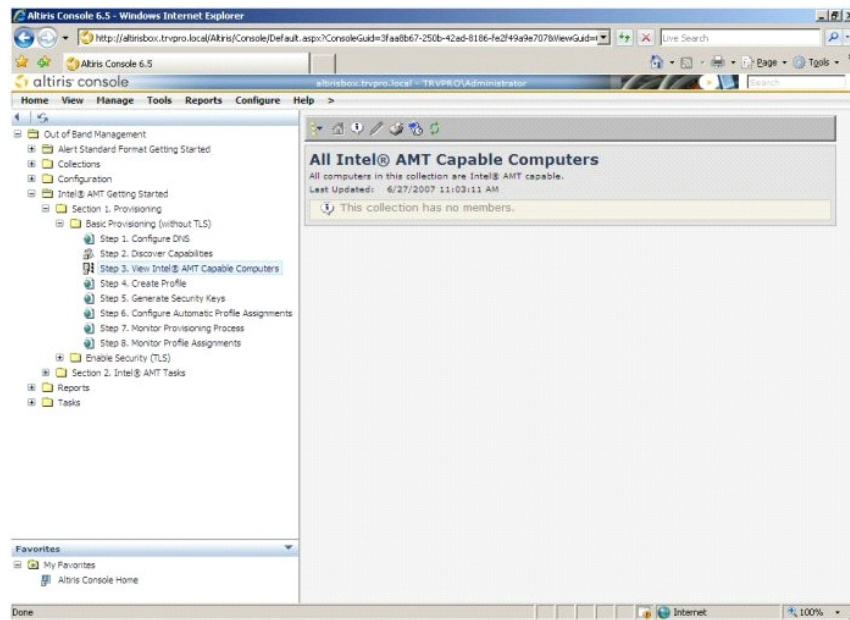 Altiris Console 6.5 - Windows Internet Explorer
http://altirisbox.trvpro.local/Altiris/Console/Default.aspx?ConsoleGuid=3faa8b67-250b-42ad-8186-fe2f49a9e707&ViewGuid=
Live Search
Altiris Console 6.5
Page
Tools
altiris console
altirisbox.trvpro.local - TRVPRO\Administrator
Search
Home View Manage Tools Reports Configure Help >
Out of Band Management
Alert Standard Format Getting Started
Collections
Configuration
Intel® AMT Getting Started
Section 1. Provisioning
Basic Provisioning (without TLS)
Step 1. Configure DNS
Step 2. Discover Capabilities
Step 3. View Intel® AMT Capable Computers
Step 4. Create Profile
Step 5. Generate Security Keys
Step 6. Configure Automatic Profile Assignments
Step 7. Monitor Provisioning Process
Step 8. Monitor Profile Assignments
Enable Security (TLS)
Section 2. Intel® AMT Tasks
Reports
Tasks
All Intel® AMT Capable Computers
All computers in this collection are Intel® AMT capable.
Last Updated: 6/27/2007 11:03:11 AM
This collection has no members.
Favorites
My Favorites
Altiris Console Home
Done
Internet
100%